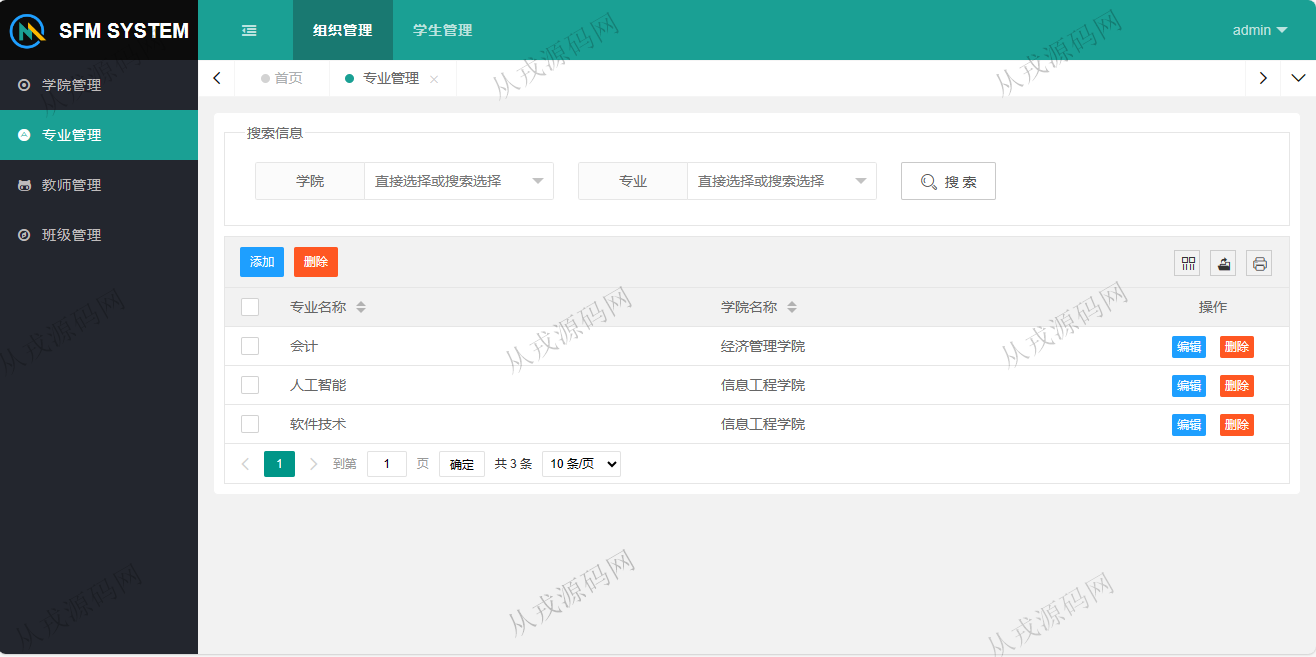 SFM SYSTEM
组织管理
学生管理
admin
学院管理
专业管理
教师管理
班级管理
首页
专业管理
搜索信息
学院 直接选择或搜索选择
专业 直接选择或搜索选择
搜 索
添加 删除
专业名称 学院名称 操作
会计 经济管理学院 编辑 删除
人工智能 信息工程学院 编辑 删除
软件技术 信息工程学院 编辑 删除
1 到第 1 页 确定 共 3 条 10 条/页
从戎源码网
从戎源码网
从戎源码网
从戎源码网
从戎源码网
从戎源码网
从戎源码网
从戎源码网
从戎源码网